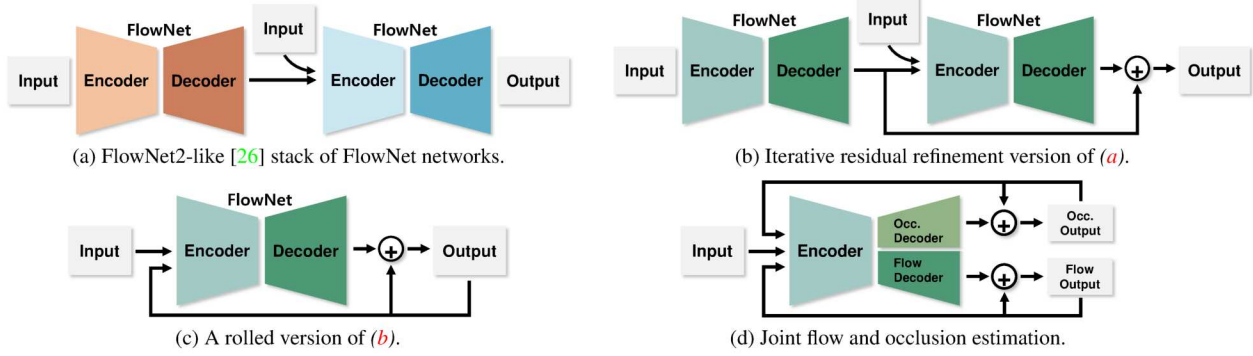 FlowNet
Input
FlowNet
Input
Encoder
Decoder
Encoder
Decoder
Output
(a) FlowNet2-like [26] stack of FlowNet networks.
FlowNet
Input
FlowNet
Input
Encoder
Decoder
Encoder
Decoder
+
Output
(b) Iterative residual refinement version of (a).
FlowNet
Input
Encoder
Decoder
+
Output
(c) A rolled version of (b).
Input
Encoder
Occ.
Decoder
+
Occ.
Output
Flow
Decoder
+
Flow
Output
(d) Joint flow and occlusion estimation.